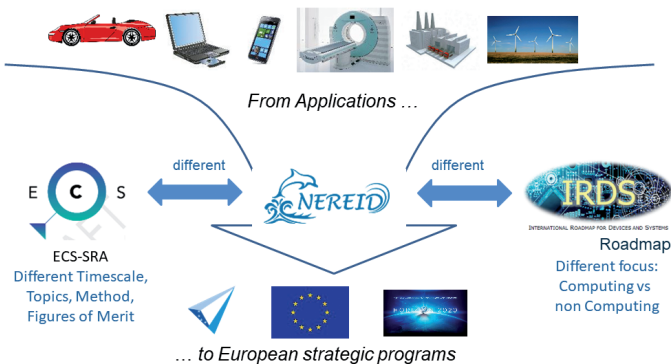 From Applications …
different
different
E C S
NEREID
IRDS
INTERNATIONAL ROADMAP FOR DEVICES AND SYSTEMS
ECS-SRA
Different Timescale,
Topics, Method,
Figures of Merit
Roadmap
Different focus:
Computing vs
non Computing
… to European strategic programs